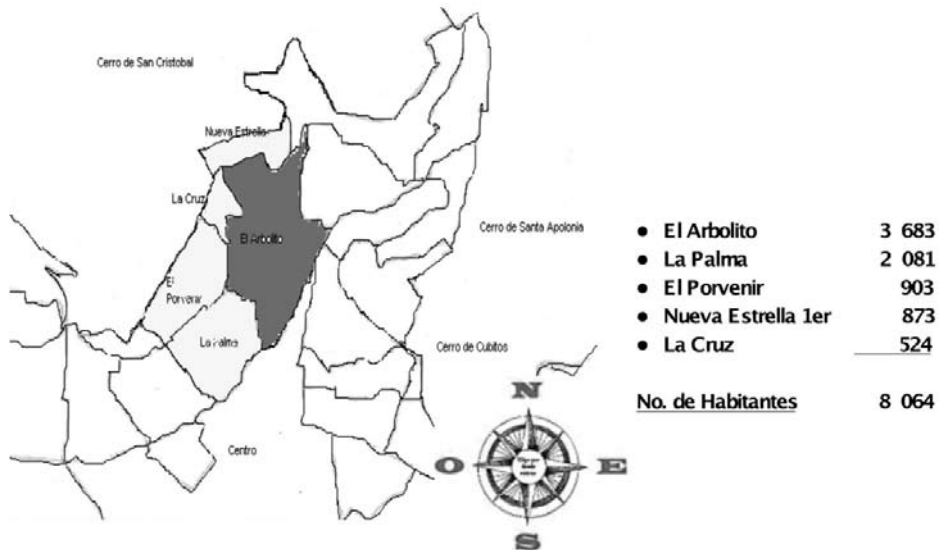 Cerro de San Cristobal
Nueva Estrella
La Cruz
El Arbolito
Cerro de Santa Apolonia
El
Porvenir
La Palma
Cerro de Cubitos
Centro
N
O
E
S
● El Arbolito 3 683
● La Palma 2 081
● El Porvenir 903
● Nueva Estrella 1er 873
● La Cruz 524
No. de Habitantes 8 064